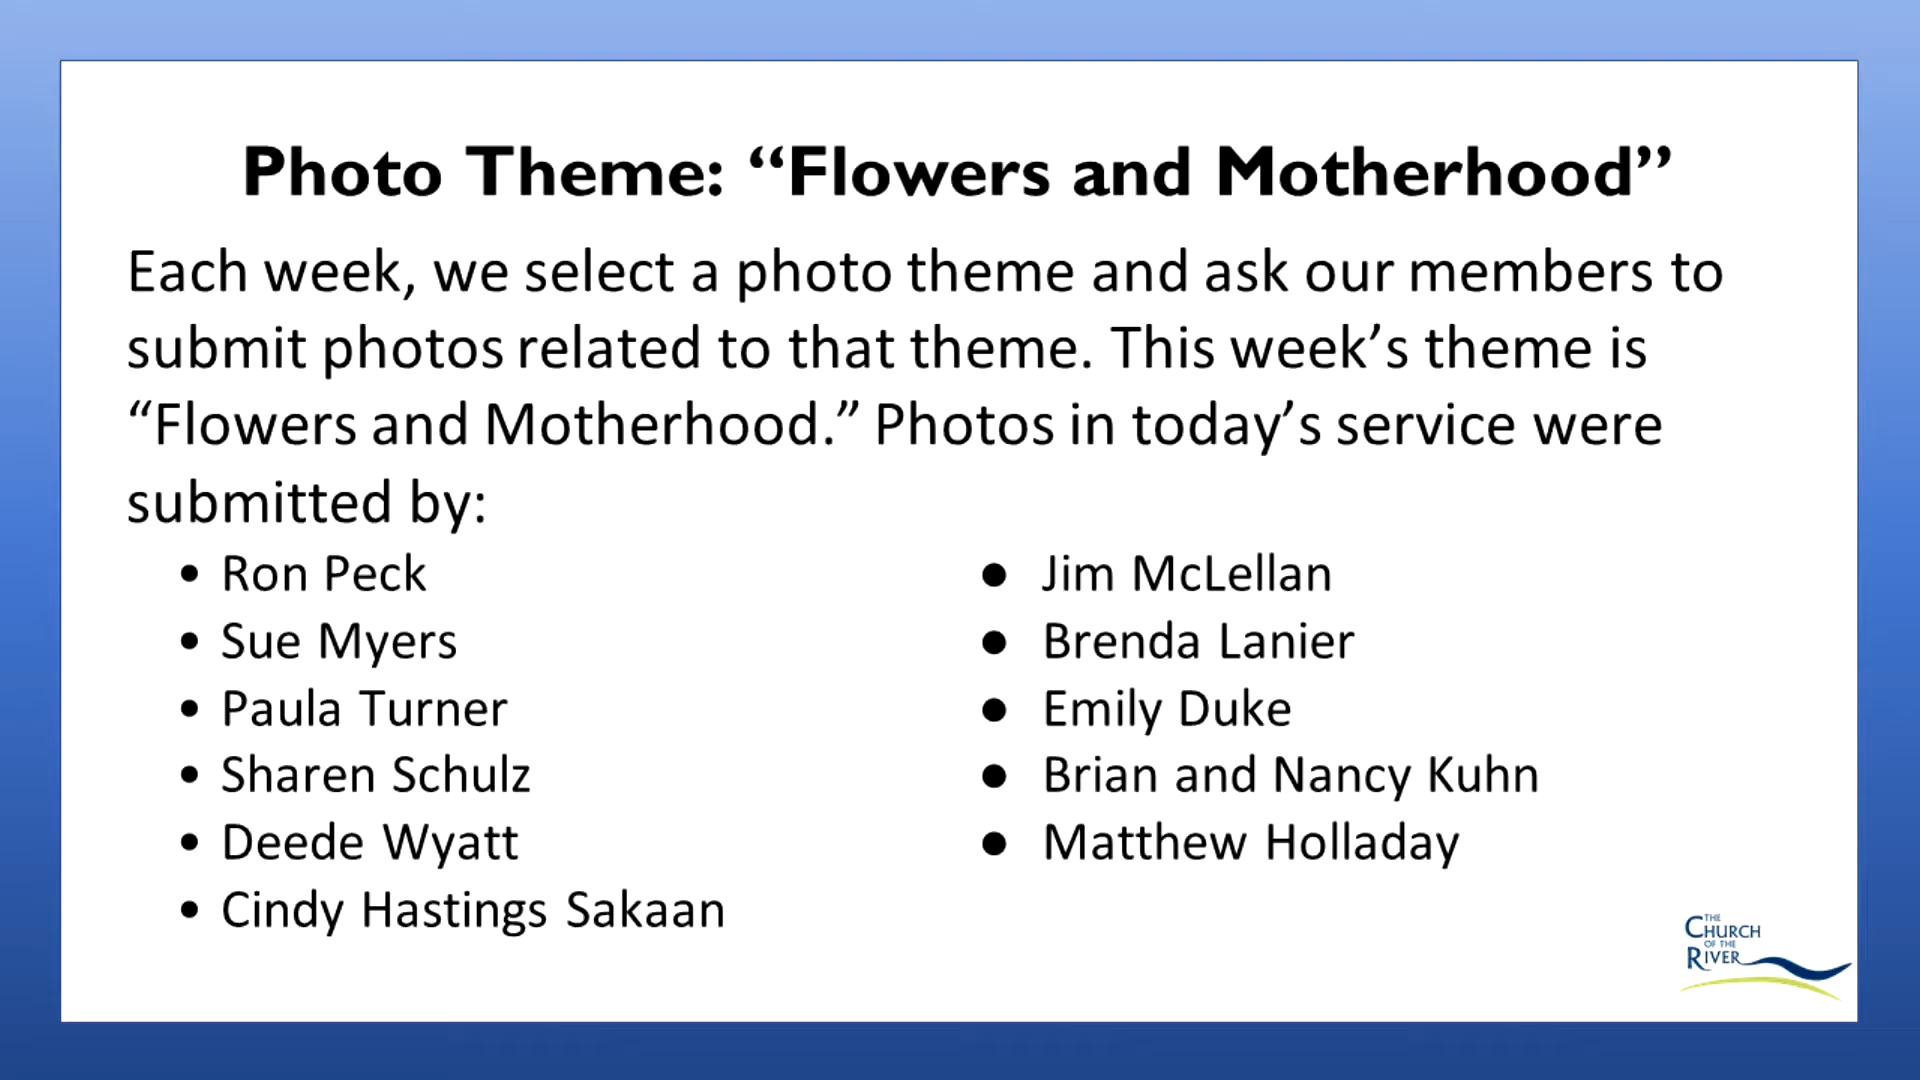 Photo Theme: “Flowers and Motherhood”
Each week, we select a photo theme and ask our members to
submit photos related to that theme. This week’s theme is
“Flowers and Motherhood.” Photos in today’s service were
submitted by:
• Ron Peck
• Sue Myers
• Paula Turner
• Sharen Schulz
• Deede Wyatt
• Cindy Hastings Sakaan
● Jim McLellan
● Brenda Lanier
● Emily Duke
● Brian and Nancy Kuhn
● Matthew Holladay
THE
CHURCH
OF THE
RIVER